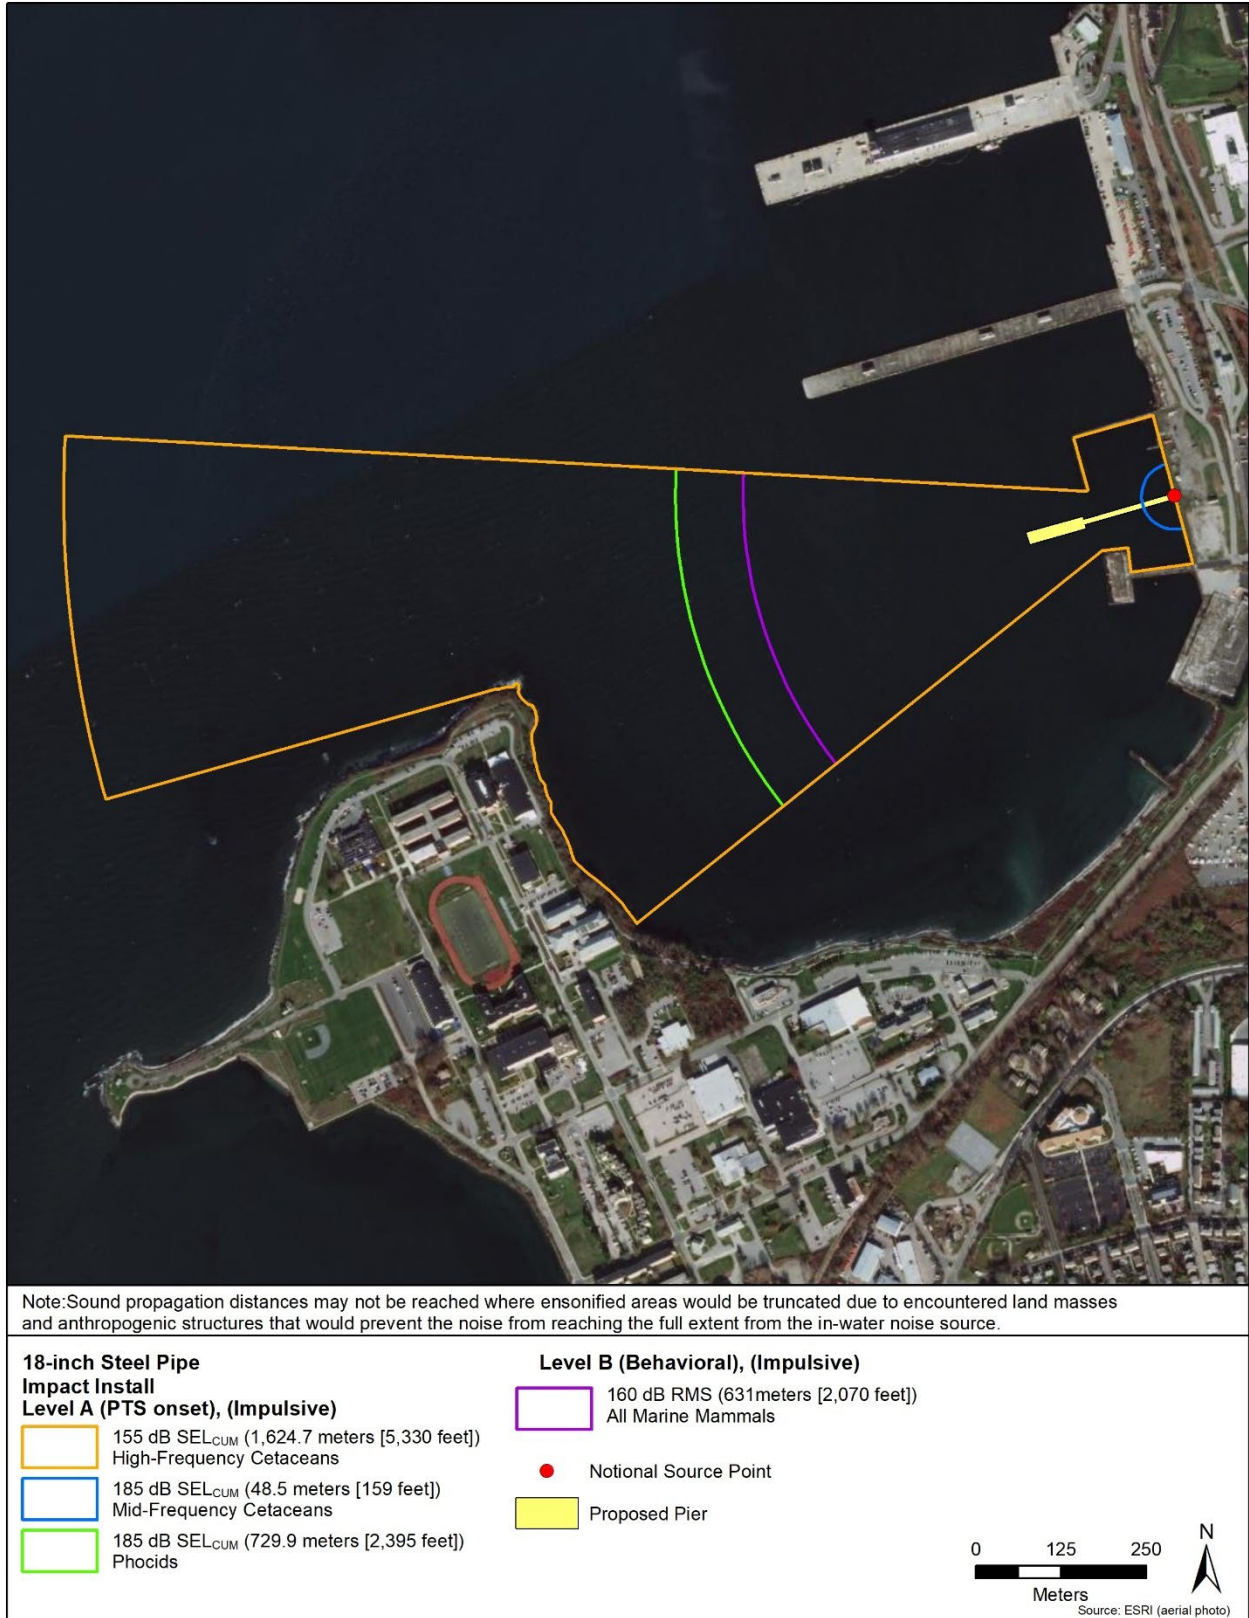 Note:Sound propagation distances may not be reached where ensonified areas would be truncated due to encountered land masses
and anthropogenic structures that would prevent the noise from reaching the full extent from the in-water noise source.
18-inch Steel Pipe
Impact Install
Level A (PTS onset), (Impulsive)
155 dB SELCUM (1,624.7 meters [5,330 feet])
High-Frequency Cetaceans
185 dB SELCUM (48.5 meters [159 feet])
Mid-Frequency Cetaceans
185 dB SELCUM (729.9 meters [2,395 feet])
Phocids
Level B (Behavioral), (Impulsive)
160 dB RMS (631meters [2,070 feet])
All Marine Mammals
Notional Source Point
Proposed Pier
0 125 250
Meters
N
Source: ESRI (aerial photo)